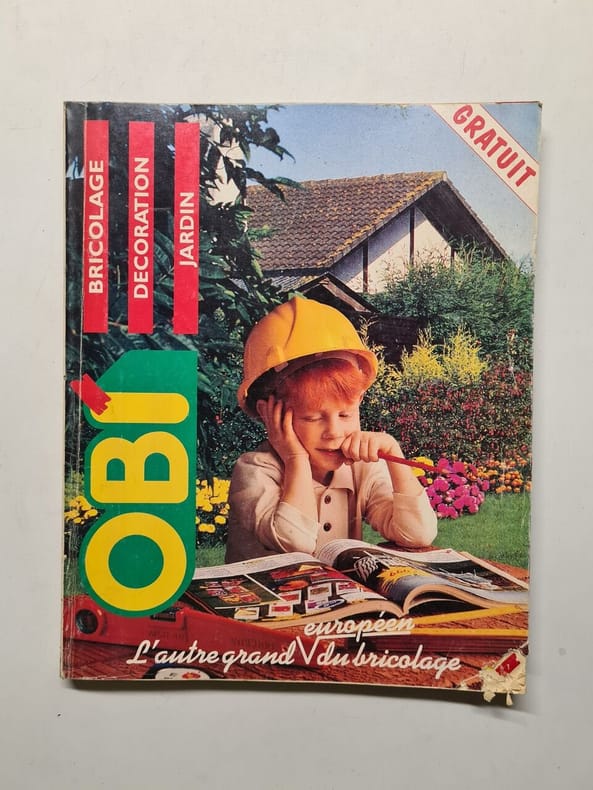 GRATUIT
BRICOLAGE
DECORATION
JARDIN
OBI
européen
L'autre grand V du bricolage